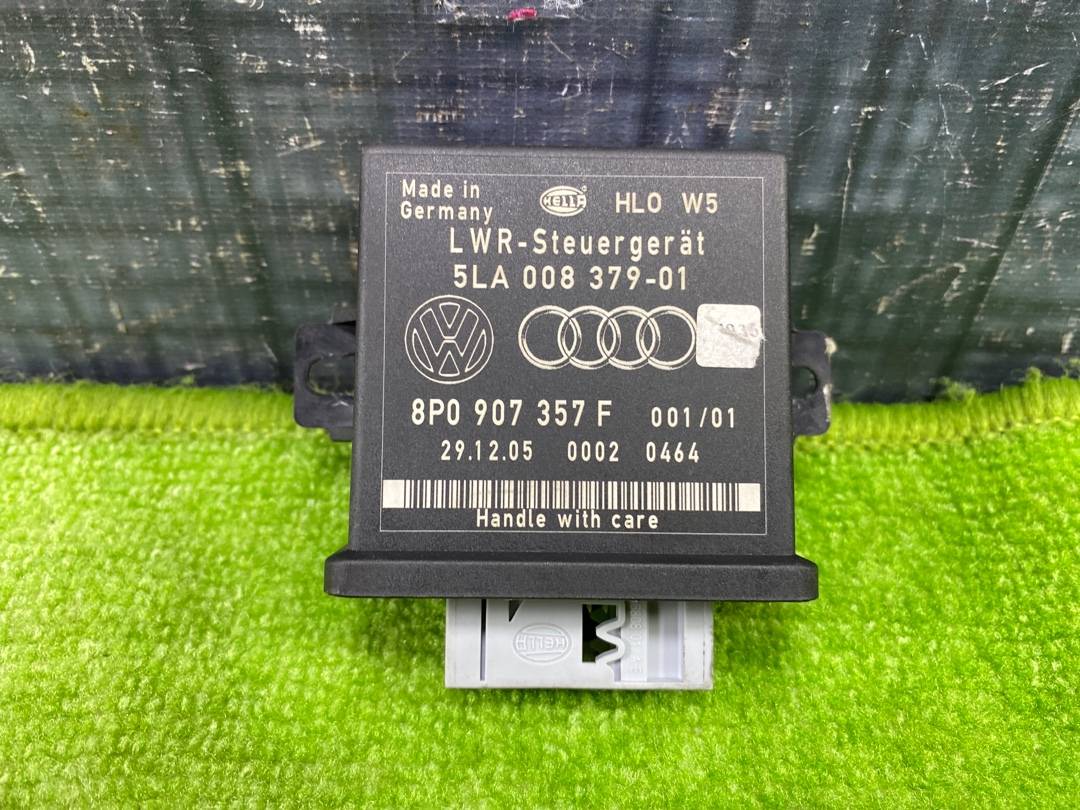 Made in
Germany
HELLA
HLO W5
LWR-Steuergerät
5LA 008 379-01
8P0 907 357 F 001/01
29.12.05 0002 0464
Handle with care
HELLA